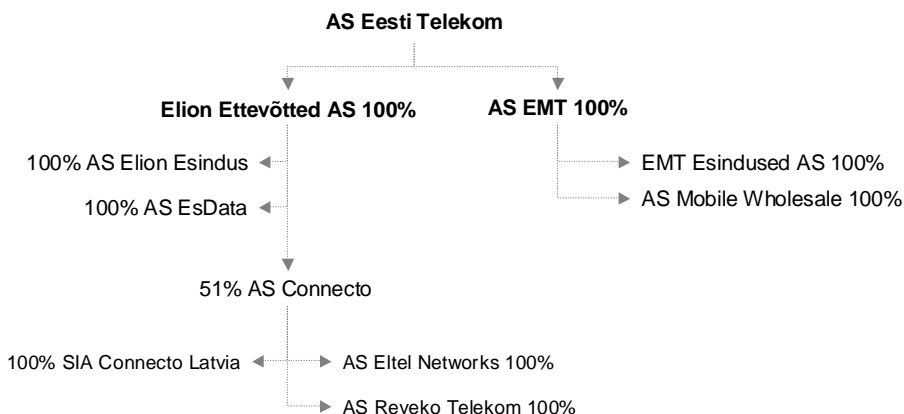 AS Eesti Telekom
Elion Ettevõtted AS 100%
AS EMT 100%
100% AS Elion Esindus
EMT Esindused AS 100%
100% AS EsData
AS Mobile Wholesale 100%
51% AS Connecto
100% SIA Connecto Latvia
AS Eltel Networks 100%
AS Reveko Telekom 100%